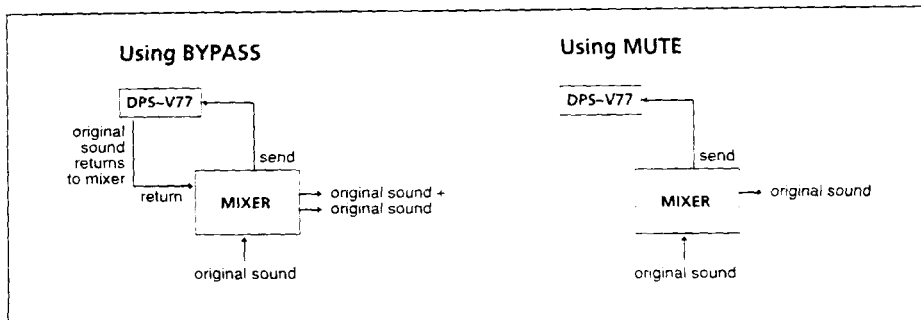 Using BYPASS
DPS-V77
original
sound
returns
to mixer
send
return
MIXER
original sound +
original sound
original sound
Using MUTE
DPS-V77
send
MIXER
original sound
original sound